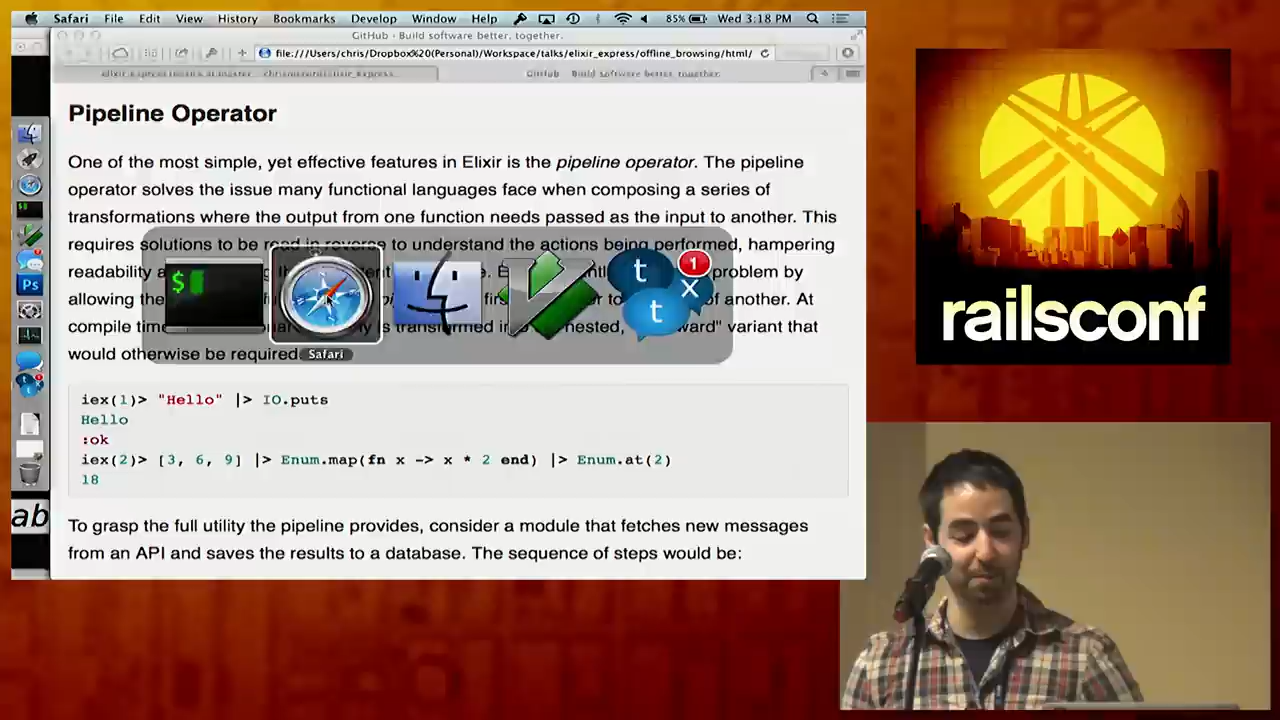 Safari File Edit View History Bookmarks Develop Window Help 85% Wed 3:18 PM
GitHub · Build software better, together.
file:///Users/chris/Dropbox%20(Personal)/Workspace/talks/elixir_express/offline_browsing/html/
GitHub Build software better, together.
Pipeline Operator
One of the most simple, yet effective features in Elixir is the pipeline operator. The pipeline
operator solves the issue many functional languages face when composing a series of
transformations where the output from one function needs passed as the input to another. This
requires solutions to be read in reverse to understand the actions being performed, hampering
readability
problem by
allowing the
of another. At
compile time
is transformed into
nested,
variant that
would otherwise be required
$
t
t
x
1
Safari
iex(1)> "Hello" |> IO.puts
Hello
:ok
iex(2)> [3, 6, 9] |> Enum.map(fn x -> x * 2 end) |> Enum.at(2)
18
To grasp the full utility the pipeline provides, consider a module that fetches new messages
from an API and saves the results to a database. The sequence of steps would be:
$
Ps
ab
railsconf